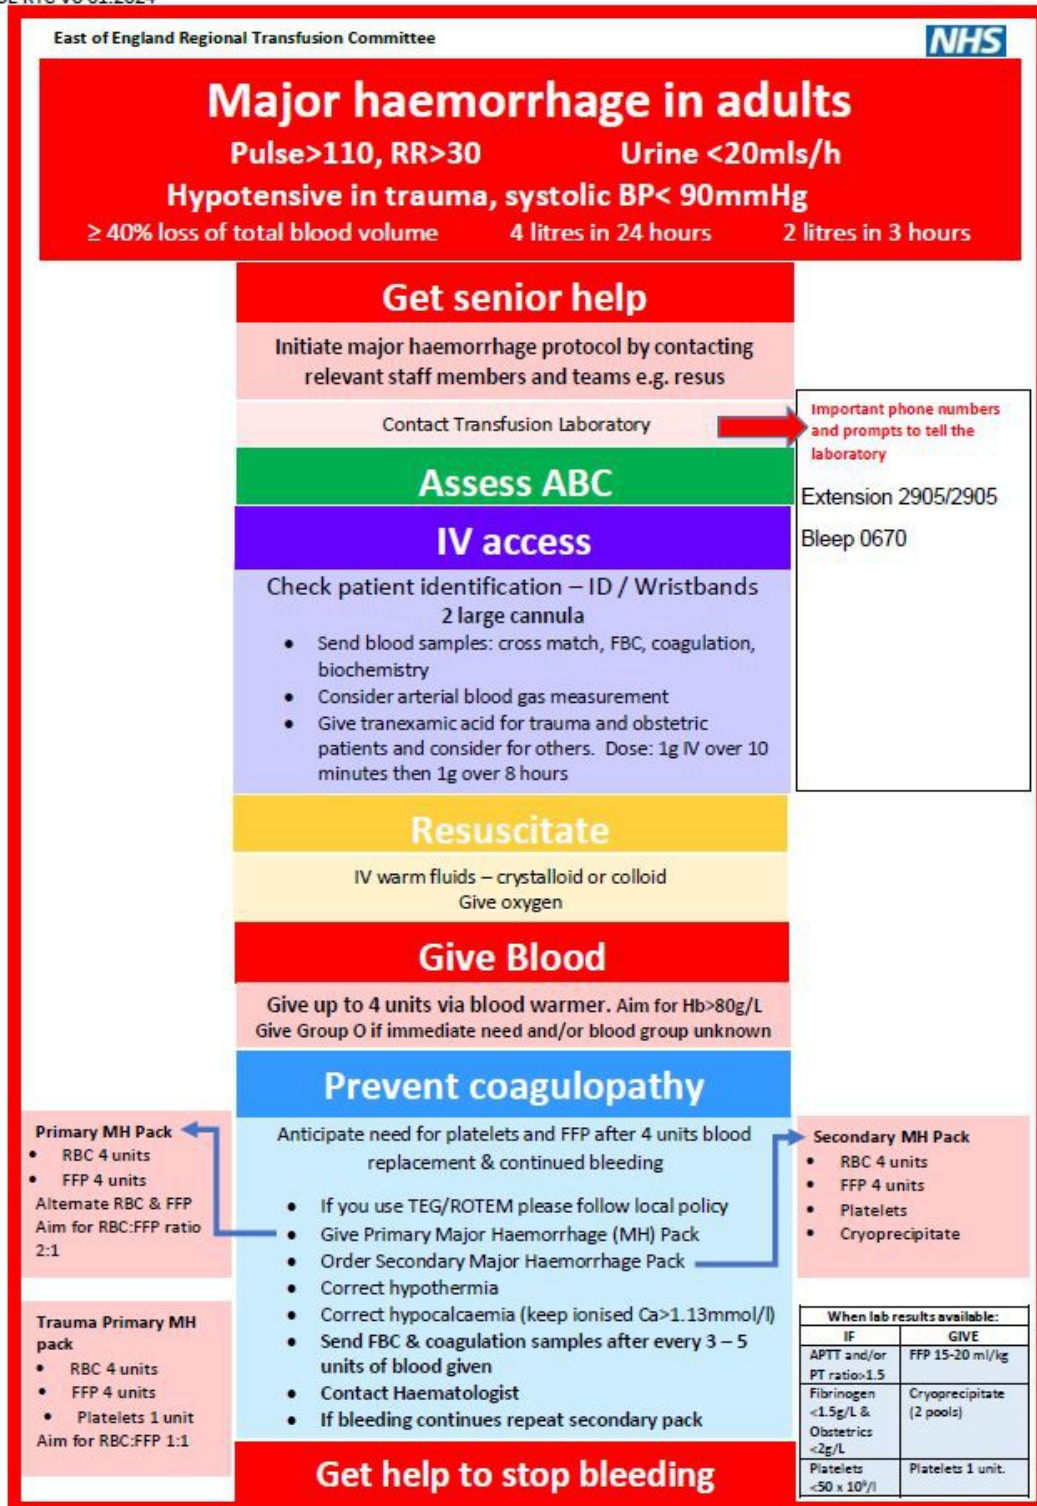 East of England Regional Transfusion Committee
NHS
Major haemorrhage in adults
Pulse>110, RR>30 Urine <20mls/h
Hypotensive in trauma, systolic BP< 90mmHg
≥ 40% loss of total blood volume 4 litres in 24 hours 2 litres in 3 hours
Get senior help
Initiate major haemorrhage protocol by contacting
relevant staff members and teams e.g. resus
Contact Transfusion Laboratory
Important phone numbers
and prompts to tell the
laboratory
Extension 2905/2905
Bleep 0670
Assess ABC
IV access
Check patient identification – ID / Wristbands
2 large cannula
• Send blood samples: cross match, FBC, coagulation,
biochemistry
• Consider arterial blood gas measurement
• Give tranexamic acid for trauma and obstetric
patients and consider for others. Dose: 1g IV over 10
minutes then 1g over 8 hours
Resuscitate
IV warm fluids – crystalloid or colloid
Give oxygen
Give Blood
Give up to 4 units via blood warmer. Aim for Hb>80g/L
Give Group O if immediate need and/or blood group unknown
Prevent coagulopathy
Anticipate need for platelets and FFP after 4 units blood
replacement & continued bleeding
• If you use TEG/ROTEM please follow local policy
• Give Primary Major Haemorrhage (MH) Pack
• Order Secondary Major Haemorrhage Pack
• Correct hypothermia
• Correct hypocalcaemia (keep ionised Ca>1.13mmol/l)
• Send FBC & coagulation samples after every 3 – 5
units of blood given
• Contact Haematologist
• If bleeding continues repeat secondary pack
Primary MH Pack
• RBC 4 units
• FFP 4 units
Alternate RBC & FFP
Aim for RBC:FFP ratio
2:1
Trauma Primary MH
pack
• RBC 4 units
• FFP 4 units
• Platelets 1 unit
Aim for RBC:FFP 1:1
Secondary MH Pack
• RBC 4 units
• FFP 4 units
• Platelets
• Cryoprecipitate
When lab results available:
IF GIVE
APTT and/or FFP 15-20 ml/kg
PT ratio>1.5
Fibrinogen Cryoprecipitate
<1.5g/L & (2 pools)
Obstetrics
<2g/L
Platelets Platelets 1 unit.
<50 x 10⁹/l
Get help to stop bleeding